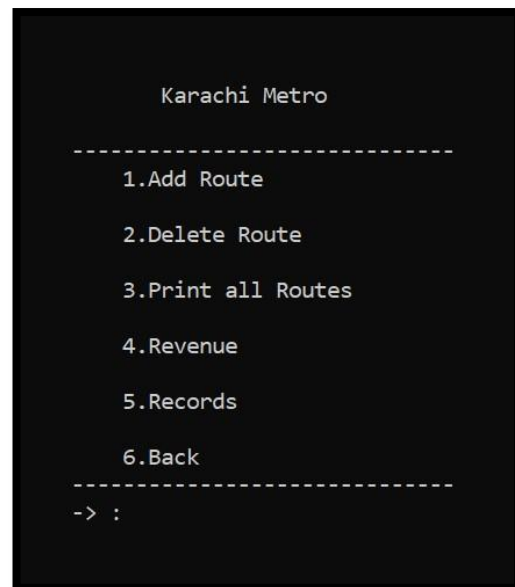 Karachi Metro
------------------------------
1.Add Route
2.Delete Route
3.Print all Routes
4.Revenue
5.Records
6.Back
------------------------------
-> :